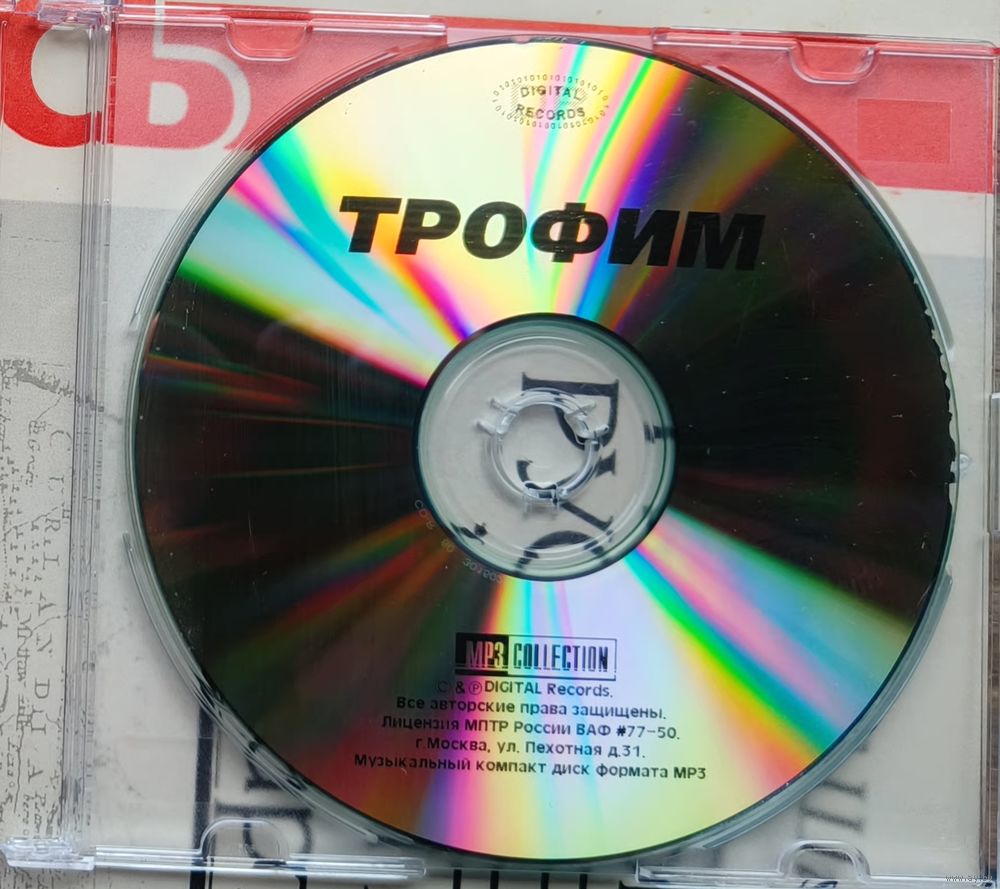 DIGITAL
RECORDS
ТРОФИМ
MP3 COLLECTION
© & ℗ DIGITAL Records.
Все авторские права защищены.
Лицензия МПТР России ВАФ #77-50.
г.Москва, ул. Пехотная д.31.
Музыкальный компакт диск формата МР3